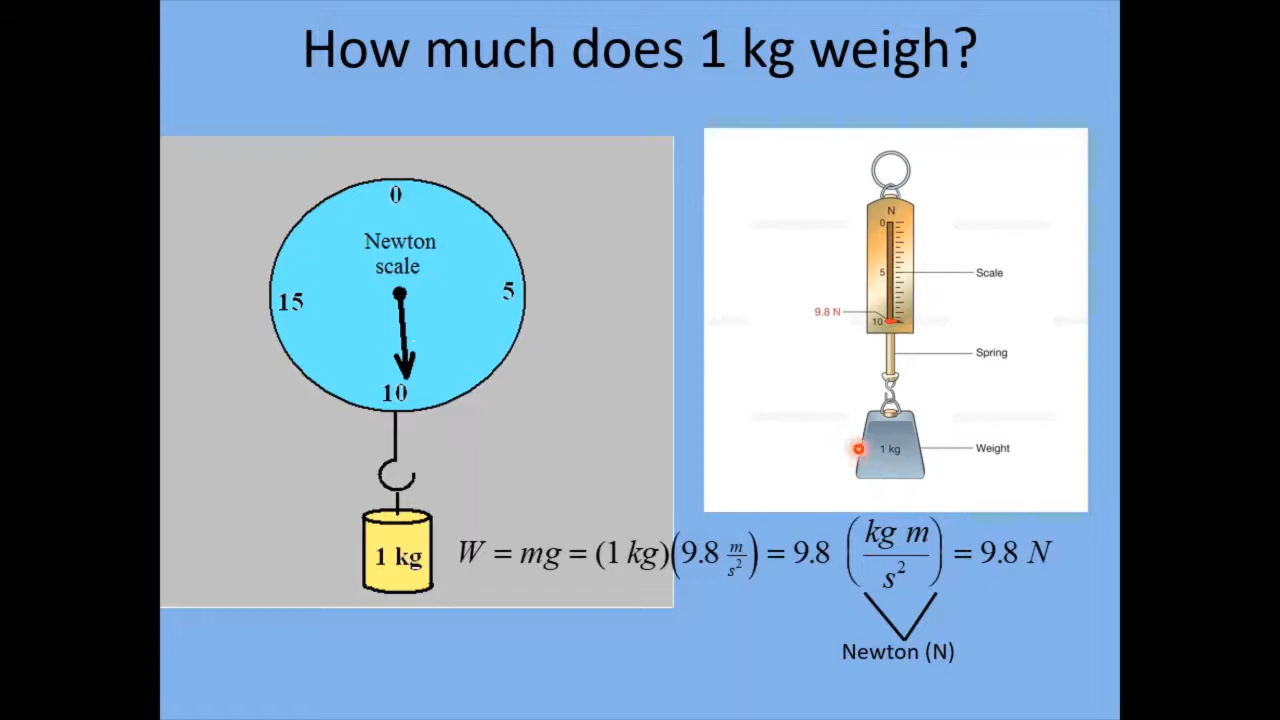 How much does 1 kg weigh?
0
Newton
scale
15
5
10
1 kg
N
0
5
Scale
9.8 N
10
Spring
1 kg
Weight
W = mg = (1 kg)(9.8 m/s²) = 9.8 (kg m/s²) = 9.8 N
Newton (N)